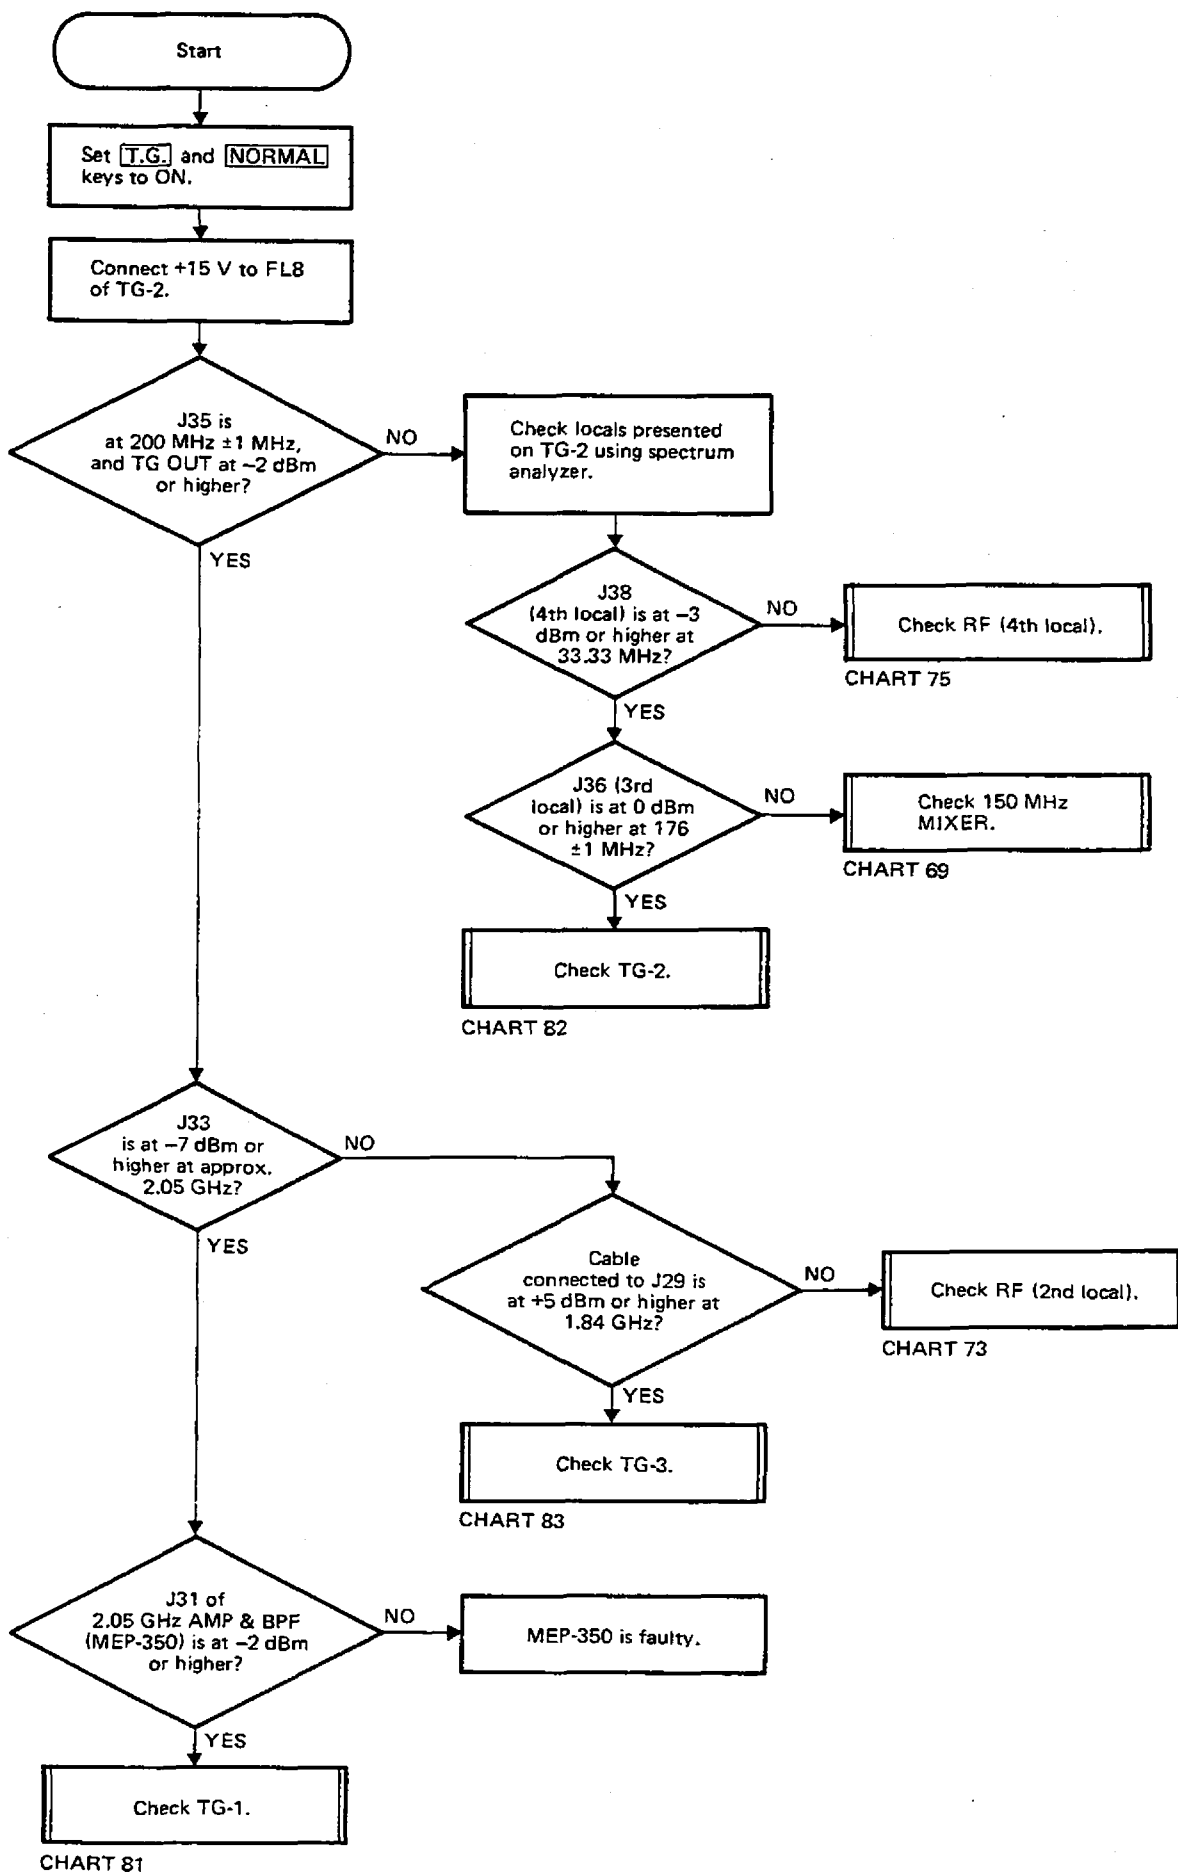 Start
Set T.G. and NORMAL
keys to ON.
Connect +15 V to FL8
of TG-2.
J35 is
at 200 MHz ±1 MHz,
and TG OUT at –2 dBm
or higher?
NO
YES
Check locals presented
on TG-2 using spectrum
analyzer.
J38
(4th local) is at –3
dBm or higher at
33.33 MHz?
NO
YES
Check RF (4th local).
CHART 75
J36 (3rd
local) is at 0 dBm
or higher at 176
±1 MHz?
NO
YES
Check 150 MHz
MIXER.
CHART 69
Check TG-2.
CHART 82
J33
is at –7 dBm or
higher at approx.
2.05 GHz?
NO
YES
Cable
connected to J29 is
at +5 dBm or higher at
1.84 GHz?
NO
YES
Check RF (2nd local).
CHART 73
Check TG-3.
CHART 83
J31 of
2.05 GHz AMP & BPF
(MEP-350) is at –2 dBm
or higher?
NO
YES
MEP-350 is faulty.
Check TG-1.
CHART 81